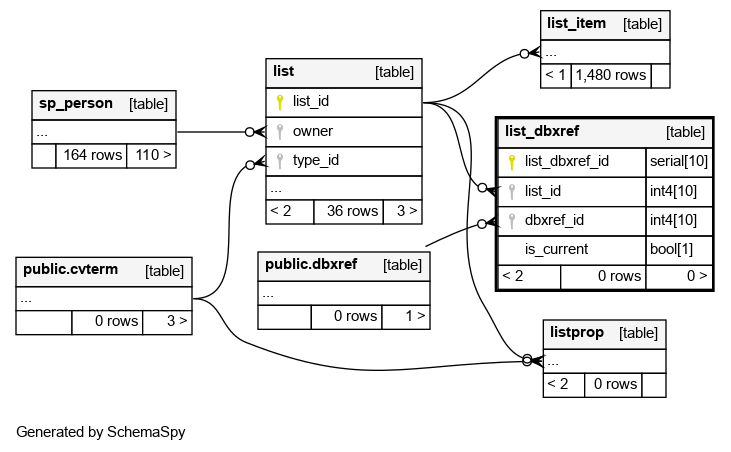 list_item [table]
...
< 1 1,480 rows
list [table]
list_id
owner
type_id
...
< 2 36 rows 3 >
sp_person [table]
...
164 rows 110 >
list_dbxref [table]
list_dbxref_id serial[10]
list_id int4[10]
dbxref_id int4[10]
is_current bool[1]
< 2 0 rows 0 >
public.cvterm [table]
...
0 rows 3 >
public.dbxref [table]
...
0 rows 1 >
listprop [table]
...
< 2 0 rows
Generated by SchemaSpy